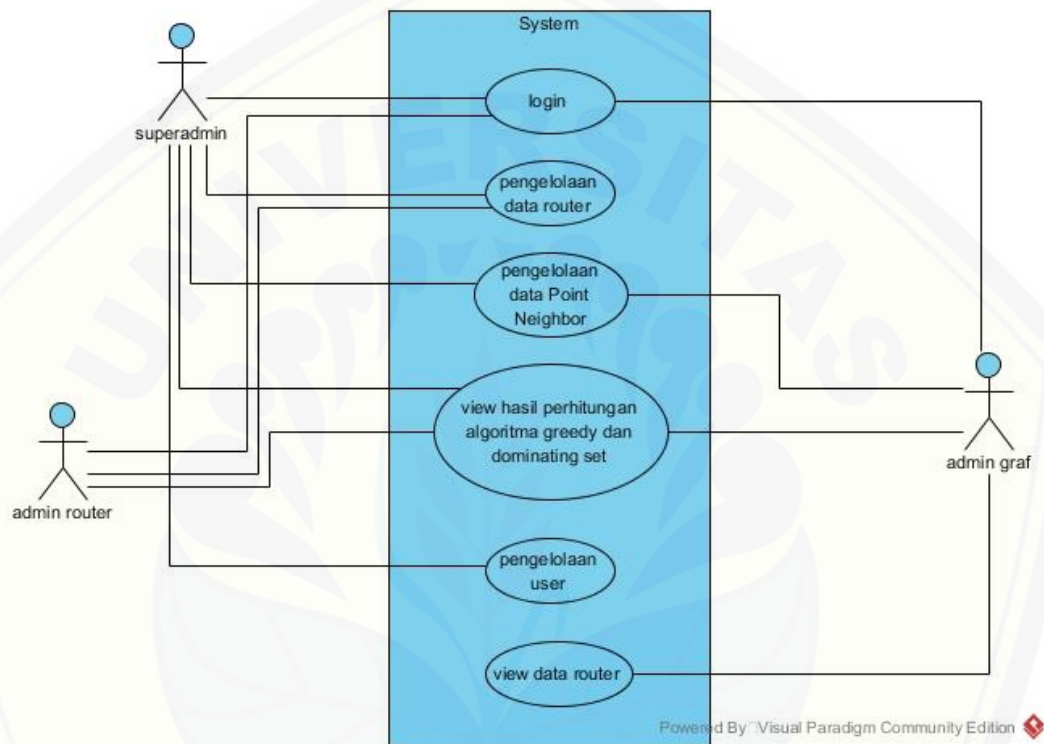 System
login
superadmin
pengelolaan
data router
pengelolaan
data Point
Neighbor
view hasil perhitungan
algoritma greedy dan
dominating set
admin graf
admin router
pengelolaan
user
view data router
Powered By Visual Paradigm Community Edition
UNIVERSITAS